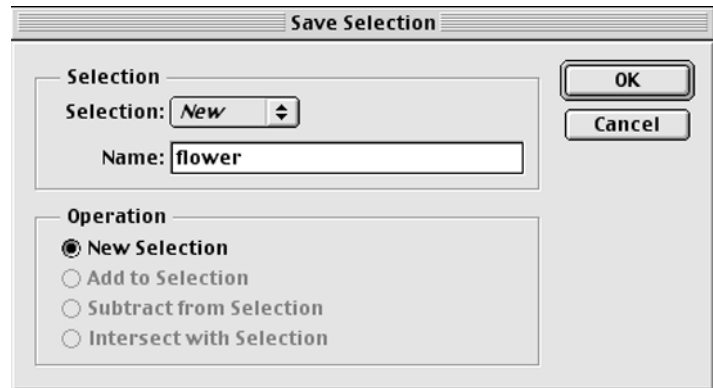 Save Selection
Selection
Selection: New
Name: flower
OK
Cancel
Operation
New Selection
Add to Selection
Subtract from Selection
Intersect with Selection